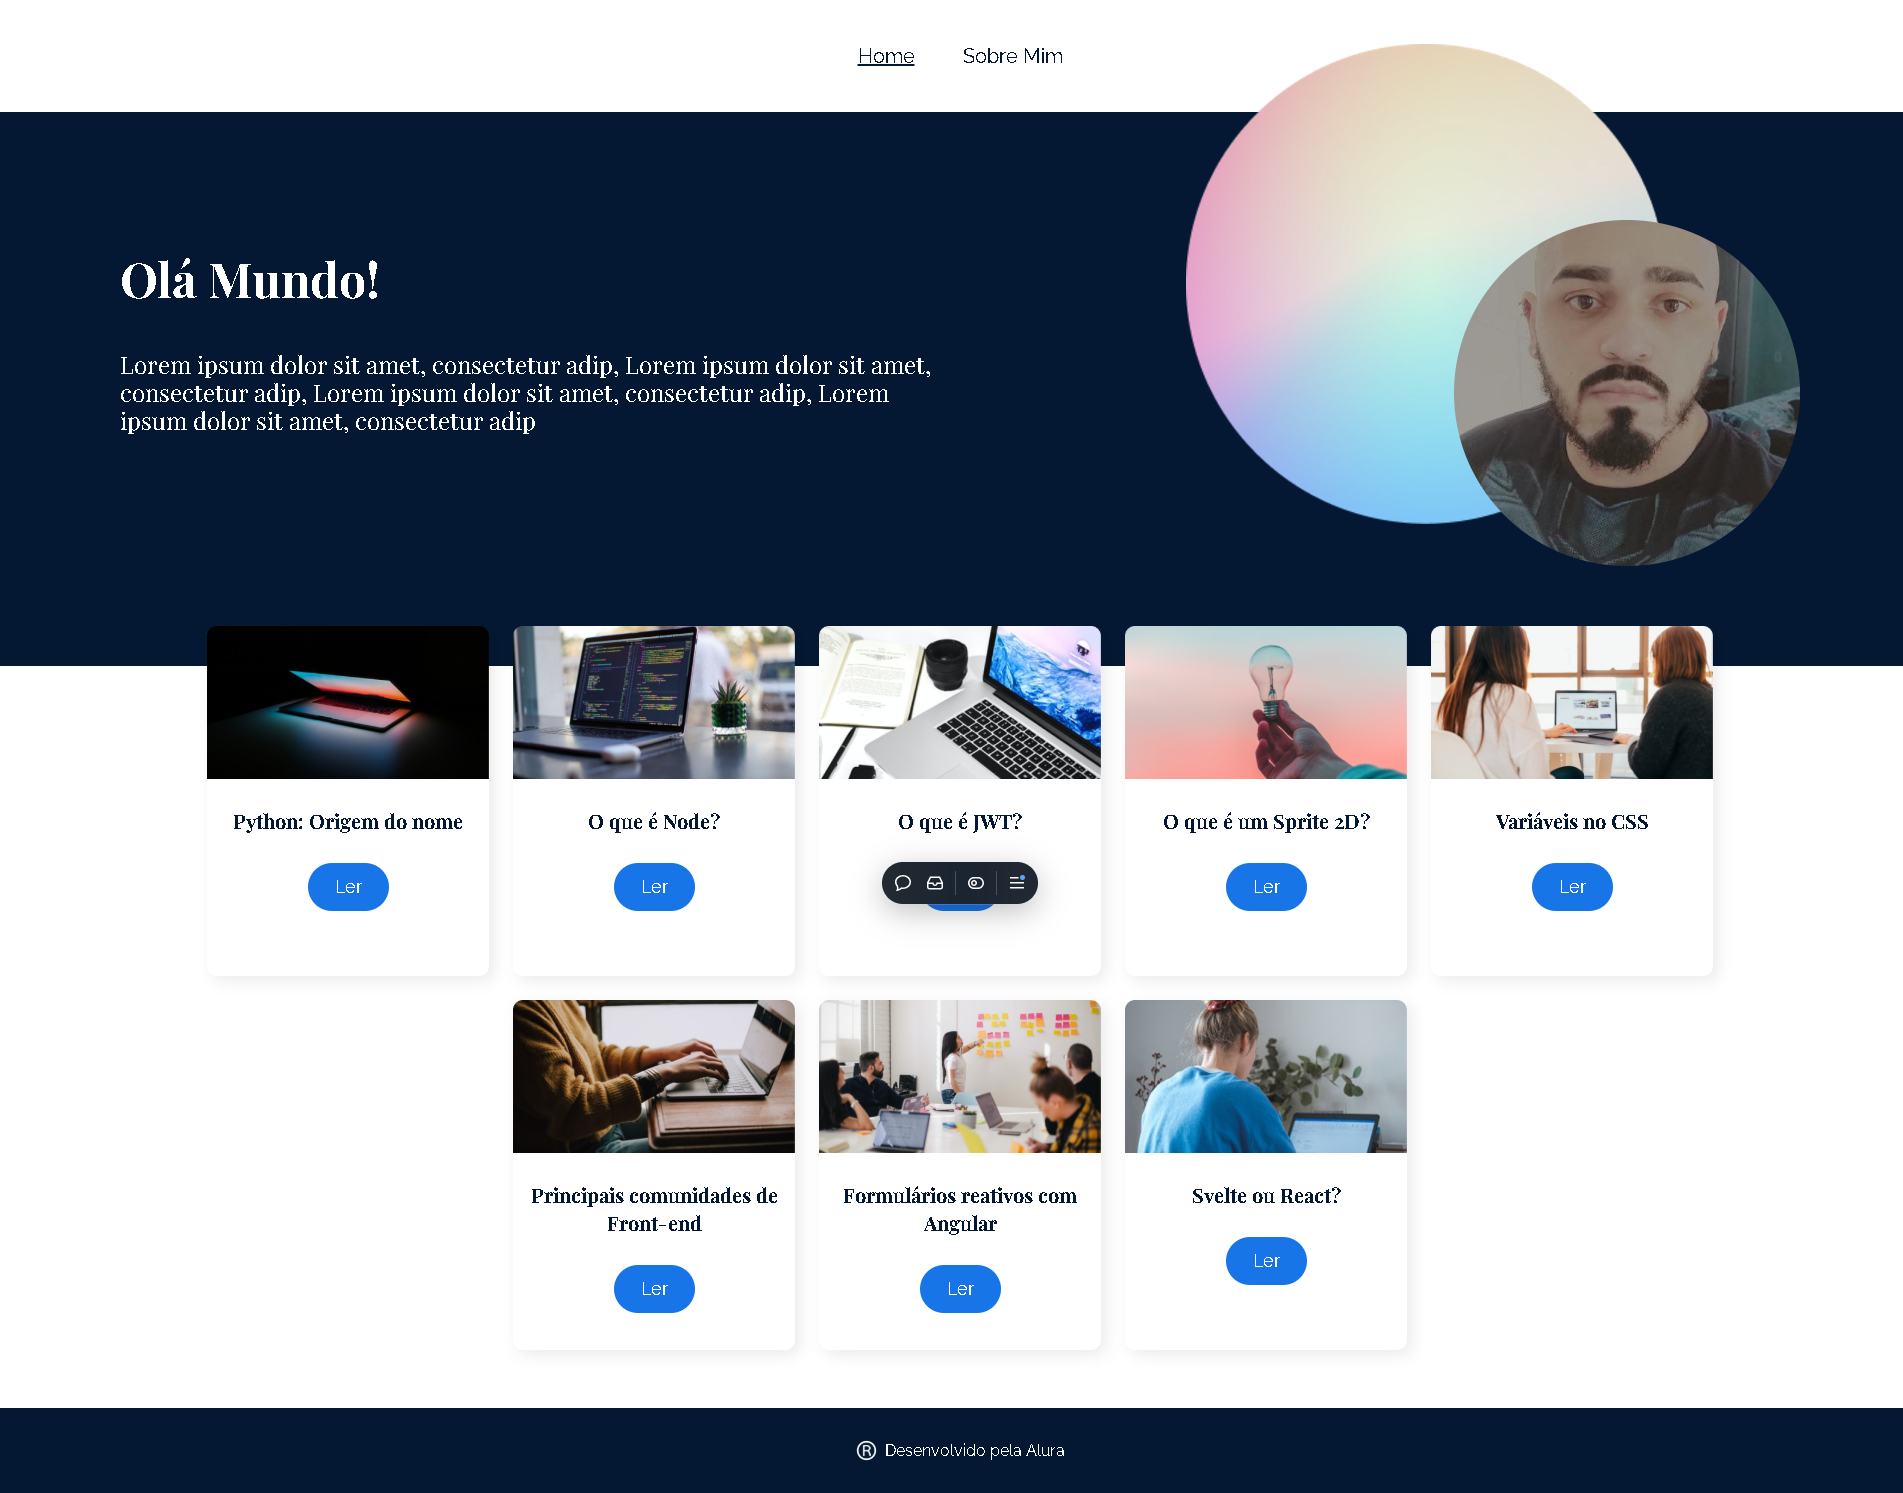 Home
Sobre Mim
Olá Mundo!
Lorem ipsum dolor sit amet, consectetur adip, Lorem ipsum dolor sit amet,
consectetur adip, Lorem ipsum dolor sit amet, consectetur adip, Lorem
ipsum dolor sit amet, consectetur adip
Python: Origem do nome
Ler
O que é Node?
Ler
O que é JWT?
O que é um Sprite 2D?
Ler
Variáveis no CSS
Ler
Principais comunidades de
Front-end
Ler
Formulários reativos com
Angular
Ler
Svelte ou React?
Ler
® Desenvolvido pela Alura